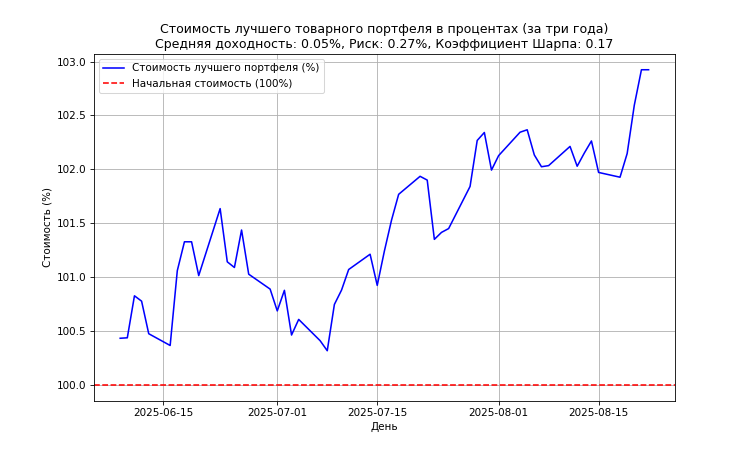 Стоимость лучшего товарного портфеля в процентах (за три года)
Средняя доходность: 0.05%, Риск: 0.27%, Коэффициент Шарпа: 0.17
Стоимость лучшего портфеля (%)
Начальная стоимость (100%)
Стоимость (%)
103.0
102.5
102.0
101.5
101.0
100.5
100.0
2025-06-15
2025-07-01
2025-07-15
2025-08-01
2025-08-15
День